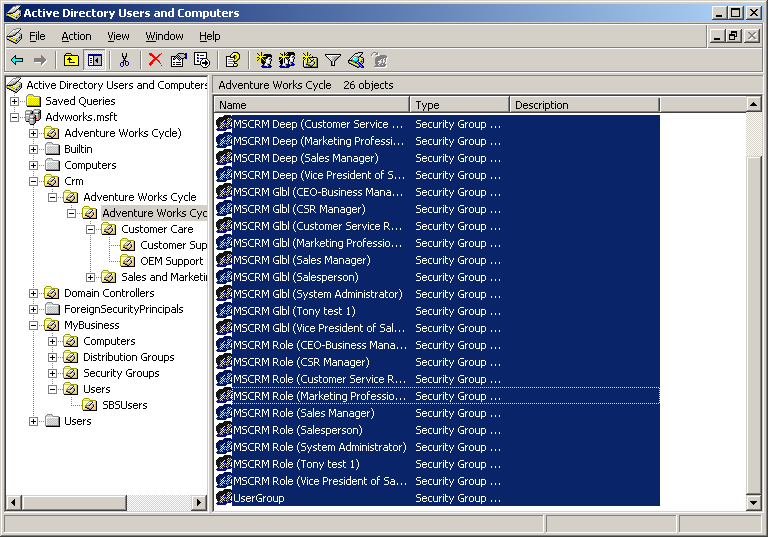 Active Directory Users and Computers
File Action View Window Help
Active Directory Users and Computers
Saved Queries
Advworks.msft
Adventure Works Cycle)
Builtin
Computers
Crm
Adventure Works Cycle
Adventure Works Cyc
Customer Care
Customer Sup
OEM Support
Sales and Marketin
Domain Controllers
ForeignSecurityPrincipals
MyBusiness
Computers
Distribution Groups
Security Groups
Users
SBSUsers
Users
Adventure Works Cycle 26 objects
Name Type Description
MSCRM Deep (Customer Service ... Security Group ...
MSCRM Deep (Marketing Professi... Security Group ...
MSCRM Deep (Sales Manager) Security Group ...
MSCRM Deep (Vice President of S... Security Group ...
MSCRM Glbl (CEO-Business Mana... Security Group ...
MSCRM Glbl (CSR Manager) Security Group ...
MSCRM Glbl (Customer Service R... Security Group ...
MSCRM Glbl (Marketing Professio... Security Group ...
MSCRM Glbl (Sales Manager) Security Group ...
MSCRM Glbl (Salesperson) Security Group ...
MSCRM Glbl (System Administrator) Security Group ...
MSCRM Glbl (Tony test 1) Security Group ...
MSCRM Glbl (Vice President of Sal... Security Group ...
MSCRM Role (CEO-Business Mana... Security Group ...
MSCRM Role (CSR Manager) Security Group ...
MSCRM Role (Customer Service R... Security Group ...
MSCRM Role (Marketing Professio... Security Group ...
MSCRM Role (Sales Manager) Security Group ...
MSCRM Role (Salesperson) Security Group ...
MSCRM Role (System Administrator) Security Group ...
MSCRM Role (Tony test 1) Security Group ...
MSCRM Role (Vice President of Sa... Security Group ...
UserGroup Security Group ...